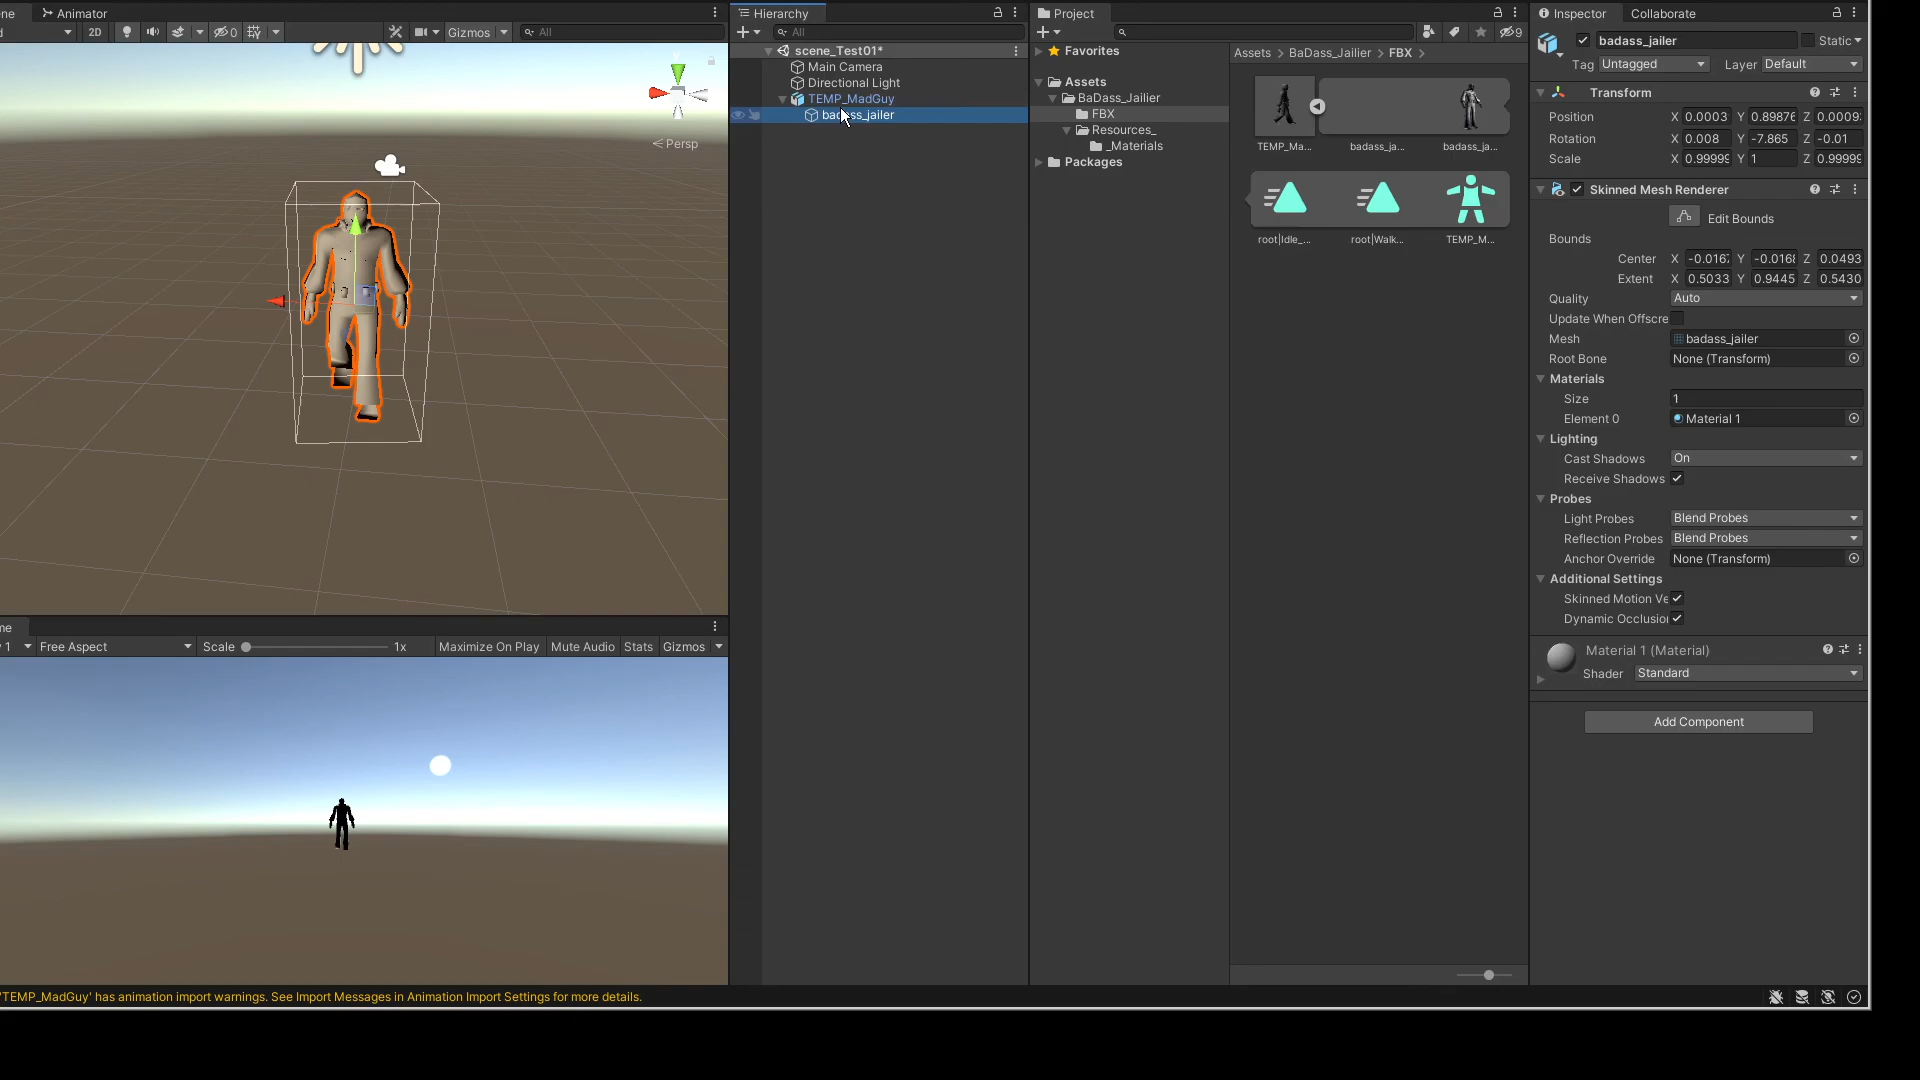 ne
Animator
Hierarchy
Project
Inspector
Collaborate
d
2D
0
Gizmos
All
All
9
badass_jailer
Static
scene_Test01*
Favorites
Assets > BaDass_Jailier > FBX >
Tag Untagged
Layer Default
Main Camera
Directional Light
Assets
Transform
TEMP_MadGuy
BaDass_Jailier
badass_jailer
FBX
Position X 0.0003 Y 0.89876 Z 0.00093
Resources_
Rotation X 0.008 Y -7.865 Z -0.01
Persp
_Materials
TEMP_Ma...
badass_ja...
badass_ja...
Scale X 0.99999 Y 1 Z 0.99999
Packages
Skinned Mesh Renderer
Edit Bounds
root|Idle_...
root|Walk...
TEMP_M...
Bounds
Center X -0.0167 Y -0.0168 Z 0.0493
Extent X 0.5033 Y 0.9445 Z 0.5430
Quality Auto
Update When Offscre
Mesh badass_jailer
Root Bone None (Transform)
Materials
Size 1
Element 0 Material 1
Lighting
Cast Shadows On
Receive Shadows
Probes
Light Probes Blend Probes
Reflection Probes Blend Probes
Anchor Override None (Transform)
Additional Settings
Skinned Motion Ve
Dynamic Occlusion
me
y 1
Free Aspect
Scale
1x
Maximize On Play
Mute Audio
Stats
Gizmos
Material 1 (Material)
Shader Standard
Add Component
'TEMP_MadGuy' has animation import warnings. See Import Messages in Animation Import Settings for more details.